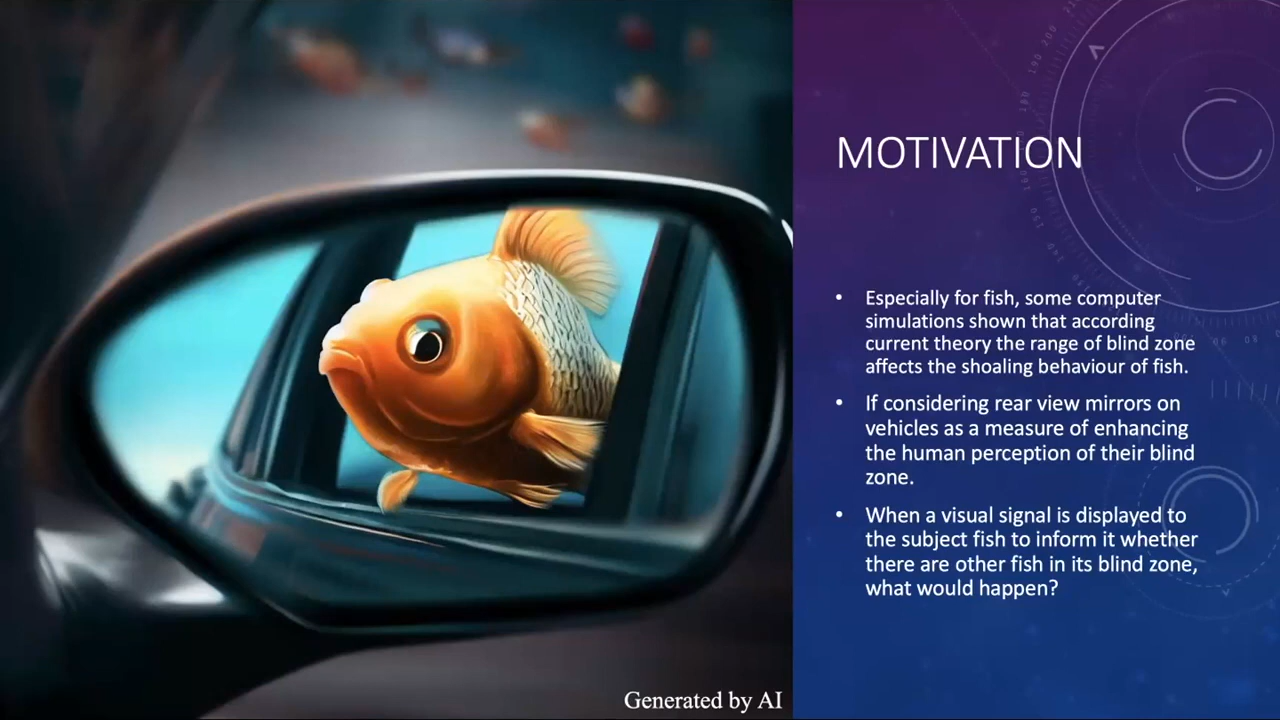 MOTIVATION
• Especially for fish, some computer
simulations shown that according
current theory the range of blind zone
affects the shoaling behaviour of fish.
• If considering rear view mirrors on
vehicles as a measure of enhancing
the human perception of their blind
zone.
• When a visual signal is displayed to
the subject fish to inform it whether
there are other fish in its blind zone,
what would happen?
Generated by AI